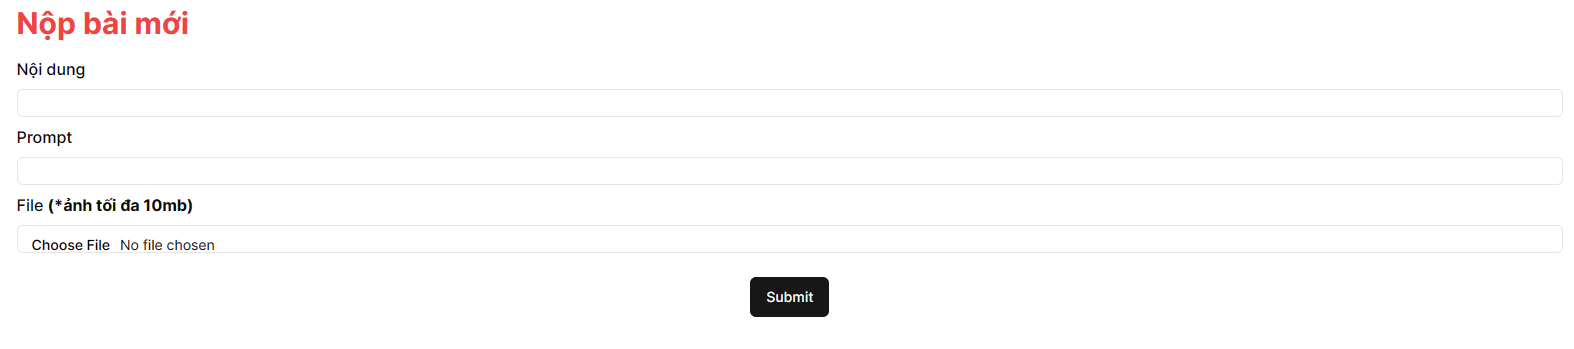 Nộp bài mới
Nội dung
Prompt
File (*ảnh tối đa 10mb)
Choose File No file chosen
Submit